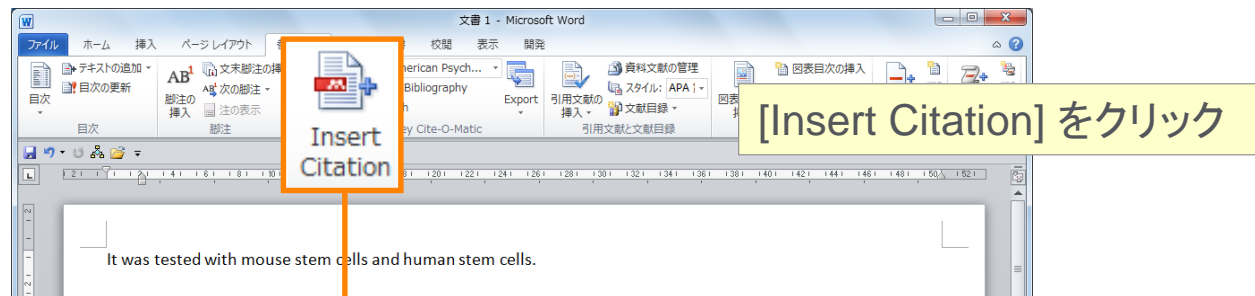 文書 1 - Microsoft Word
ファイル ホーム 挿入 ページ レイアウト 校閲 表示 開発
目次
テキストの追加
目次の更新
目次
AB¹
脚注の
挿入
文末脚注の挿
次の脚注
注の表示
脚注
Insert
Citation
merican Psych...
Bibliography
Export
ey Cite-O-Matic
引用文献の
挿入
資料文献の管理
スタイル: APA
文献目録
引用文献と文献目録
図表目次の挿入
[Insert Citation] をクリック
It was tested with mouse stem cells and human stem cells.